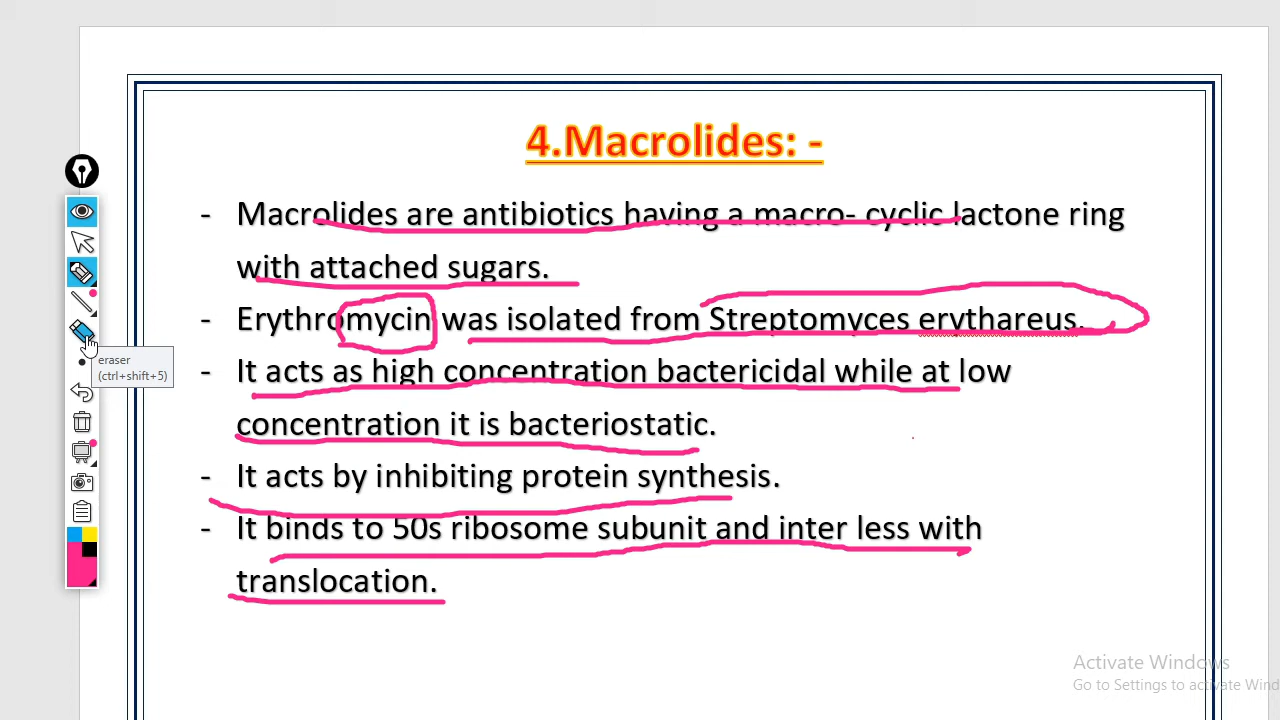 4.Macrolides: -
- Macrolides are antibiotics having a macro- cyclic lactone ring
with attached sugars.
- Erythromycin was isolated from Streptomyces erythareus.
- It acts as high concentration bactericidal while at low
concentration it is bacteriostatic.
eraser
(ctrl+shift+5)
- It acts by inhibiting protein synthesis.
- It binds to 50s ribosome subunit and inter less with
translocation.
Activate Windows
Go to Settings to activate Wind